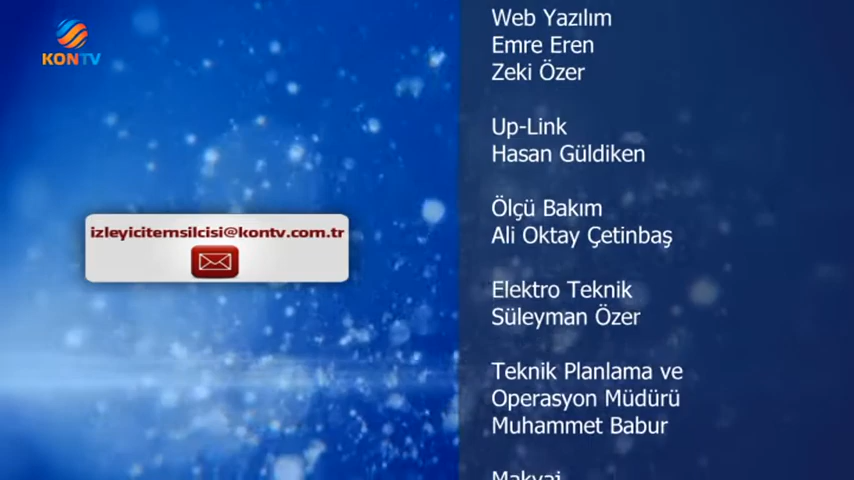 KONTV
izleyicitemsilcisi@kontv.com.tr
Web Yazılım
Emre Eren
Zeki Özer
Up-Link
Hasan Güldiken
Ölçü Bakım
Ali Oktay Çetinbaş
Elektro Teknik
Süleyman Özer
Teknik Planlama ve
Operasyon Müdürü
Muhammet Babur
Makyaj